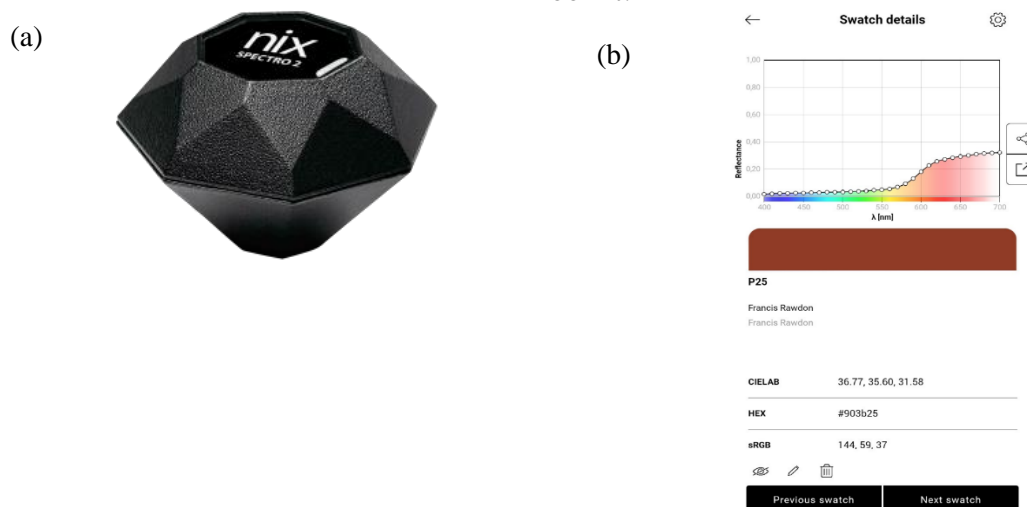 (a)
nix
SPECTRO 2
(b)
Swatch details
1,00
0,80
0,60
0,40
0,20
0,00
Reflectance
400 450 500 550 600 650 700
λ [nm]
P25
Francis Rawdon
Francis Rawdon
CIELAB 36.77, 35.60, 31.58
HEX #903b25
sRGB 144, 59, 37
Previous swatch Next swatch